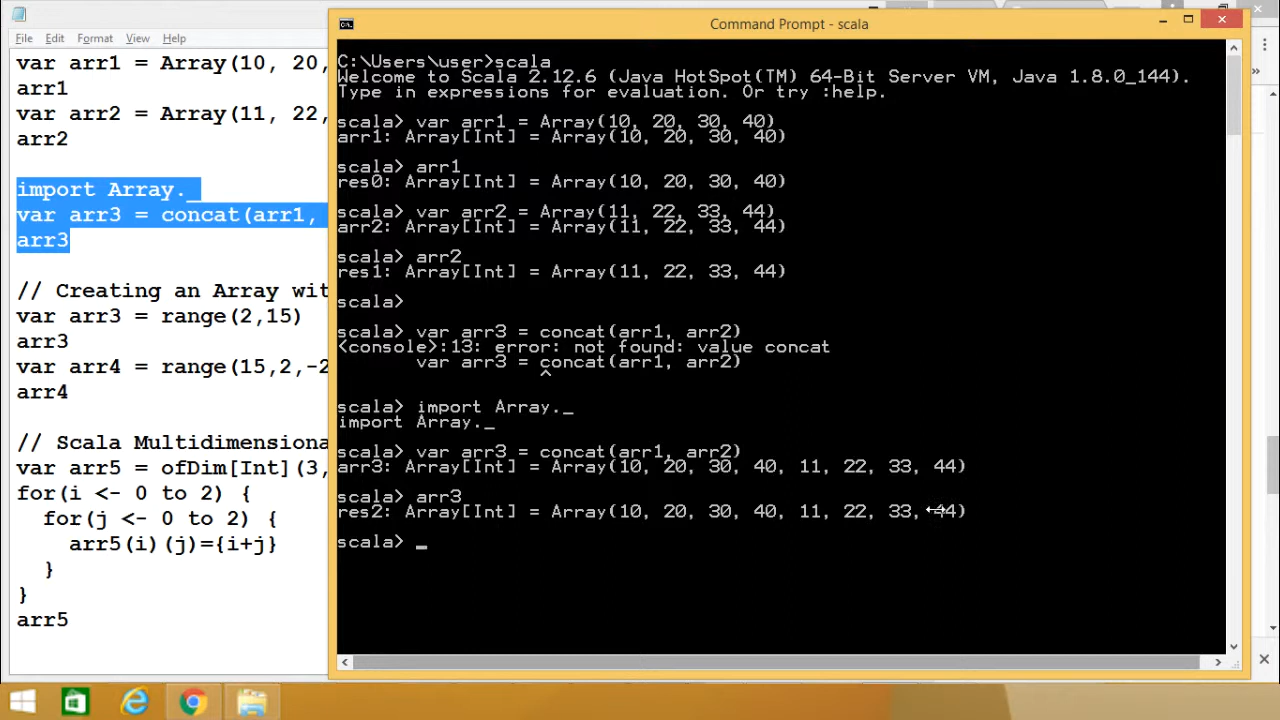 File Edit Format View Help
var arr1 = Array(10, 20,
arr1
var arr2 = Array(11, 22,
arr2
import Array._
var arr3 = concat(arr1,
arr3
// Creating an Array wit
var arr3 = range(2,15)
arr3
var arr4 = range(15,2,-2
arr4
// Scala Multidimensiona
var arr5 = ofDim[Int](3,
for(i <- 0 to 2) {
for(j <- 0 to 2) {
arr5(i)(j)={i+j}
}
}
arr5
Command Prompt - scala
C:\Users\user>scala
Welcome to Scala 2.12.6 (Java HotSpot(TM) 64-Bit Server VM, Java 1.8.0_144).
Type in expressions for evaluation. Or try :help.
scala> var arr1 = Array(10, 20, 30, 40)
arr1: Array[Int] = Array(10, 20, 30, 40)
scala> arr1
res0: Array[Int] = Array(10, 20, 30, 40)
scala> var arr2 = Array(11, 22, 33, 44)
arr2: Array[Int] = Array(11, 22, 33, 44)
scala> arr2
res1: Array[Int] = Array(11, 22, 33, 44)
scala>
scala> var arr3 = concat(arr1, arr2)
<console>:13: error: not found: value concat
var arr3 = concat(arr1, arr2)
^
scala> import Array._
import Array._
scala> var arr3 = concat(arr1, arr2)
arr3: Array[Int] = Array(10, 20, 30, 40, 11, 22, 33, 44)
scala> arr3
res2: Array[Int] = Array(10, 20, 30, 40, 11, 22, 33, 44)
scala> _